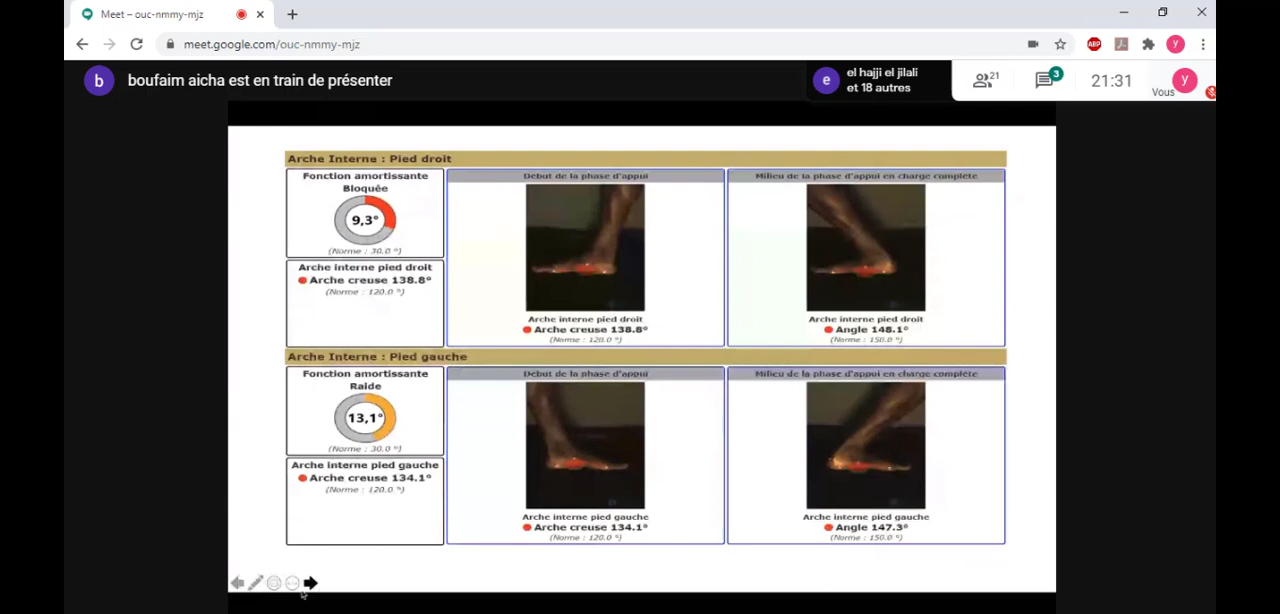 Meet – ouc-nmmy-mjz
meet.google.com/ouc-nmmy-mjz
ABP
y
b
boufaim aicha est en train de présenter
e
el hajji el jilali
et 18 autres
21
3
21:31
Vous
y
Arche Interne : Pied droit
Fonction amortissante
Bloquée
9,3°
(Norme : 30.0 °)
Arche interne pied droit
Arche creuse 138.8°
(Norme : 120.0 °)
Début de la phase d'appui
Arche interne pied droit
Arche creuse 138.8°
(Norme : 120.0 °)
Milieu de la phase d'appui en charge complète
Arche interne pied droit
Angle 148.1°
(Norme : 150.0 °)
Arche Interne : Pied gauche
Fonction amortissante
Raide
13,1°
(Norme : 30.0 °)
Arche interne pied gauche
Arche creuse 134.1°
(Norme : 120.0 °)
Début de la phase d'appui
Arche interne pied gauche
Arche creuse 134.1°
(Norme : 120.0 °)
Milieu de la phase d'appui en charge complète
Arche interne pied gauche
Angle 147.3°
(Norme : 150.0 °)